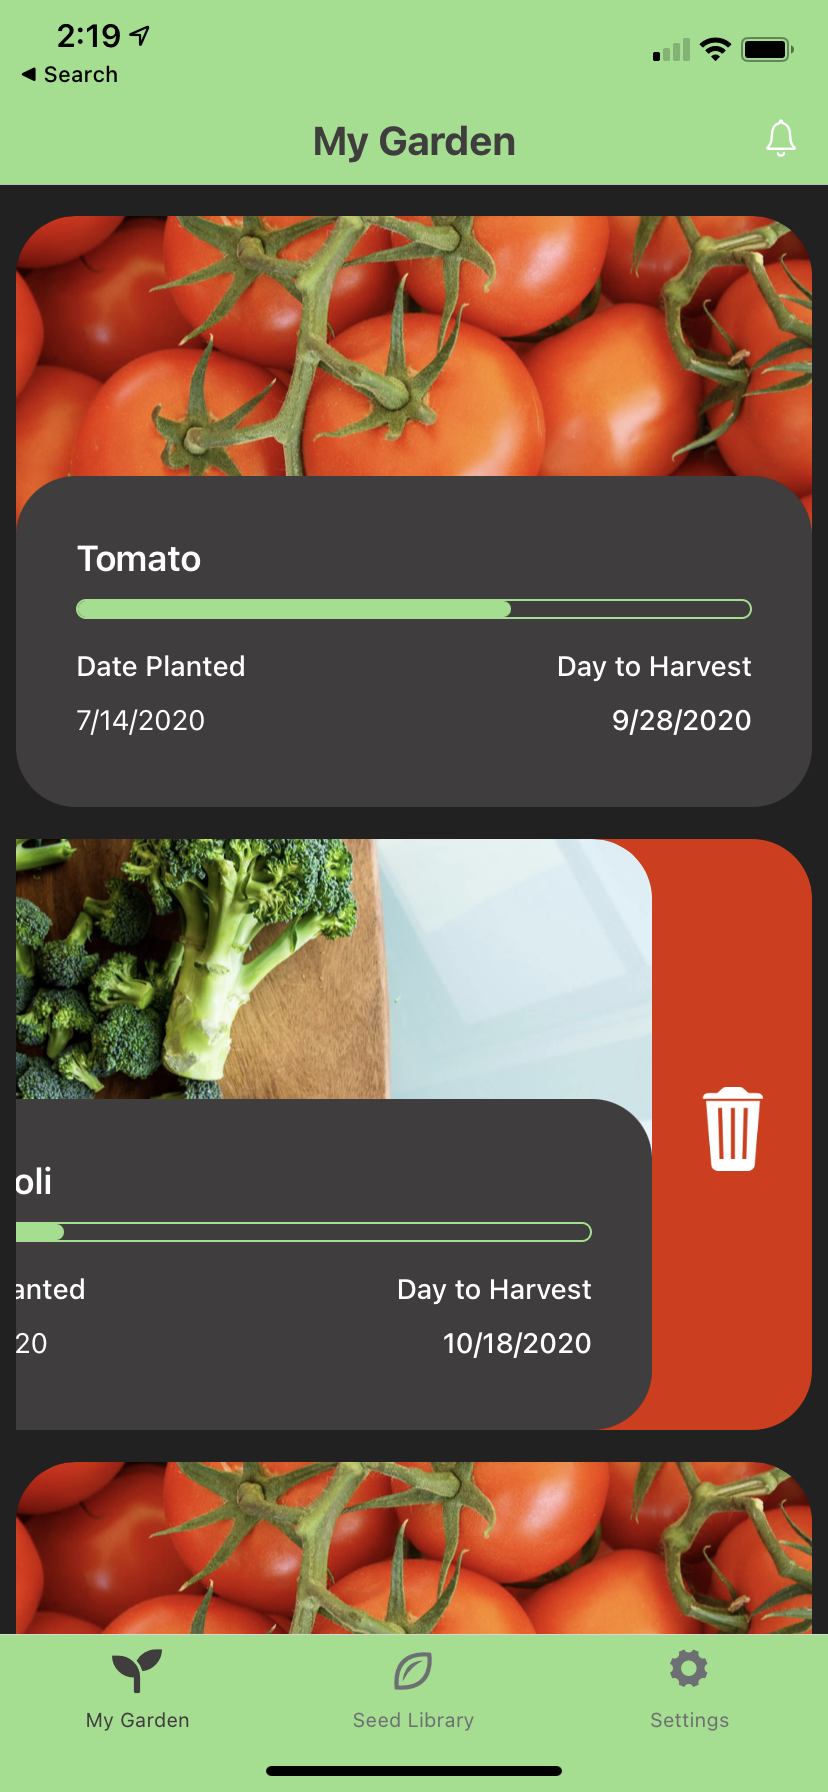 2:19
Search
My Garden
Tomato
Date Planted Day to Harvest
7/14/2020 9/28/2020
oli
anted Day to Harvest
20 10/18/2020
My Garden Seed Library Settings